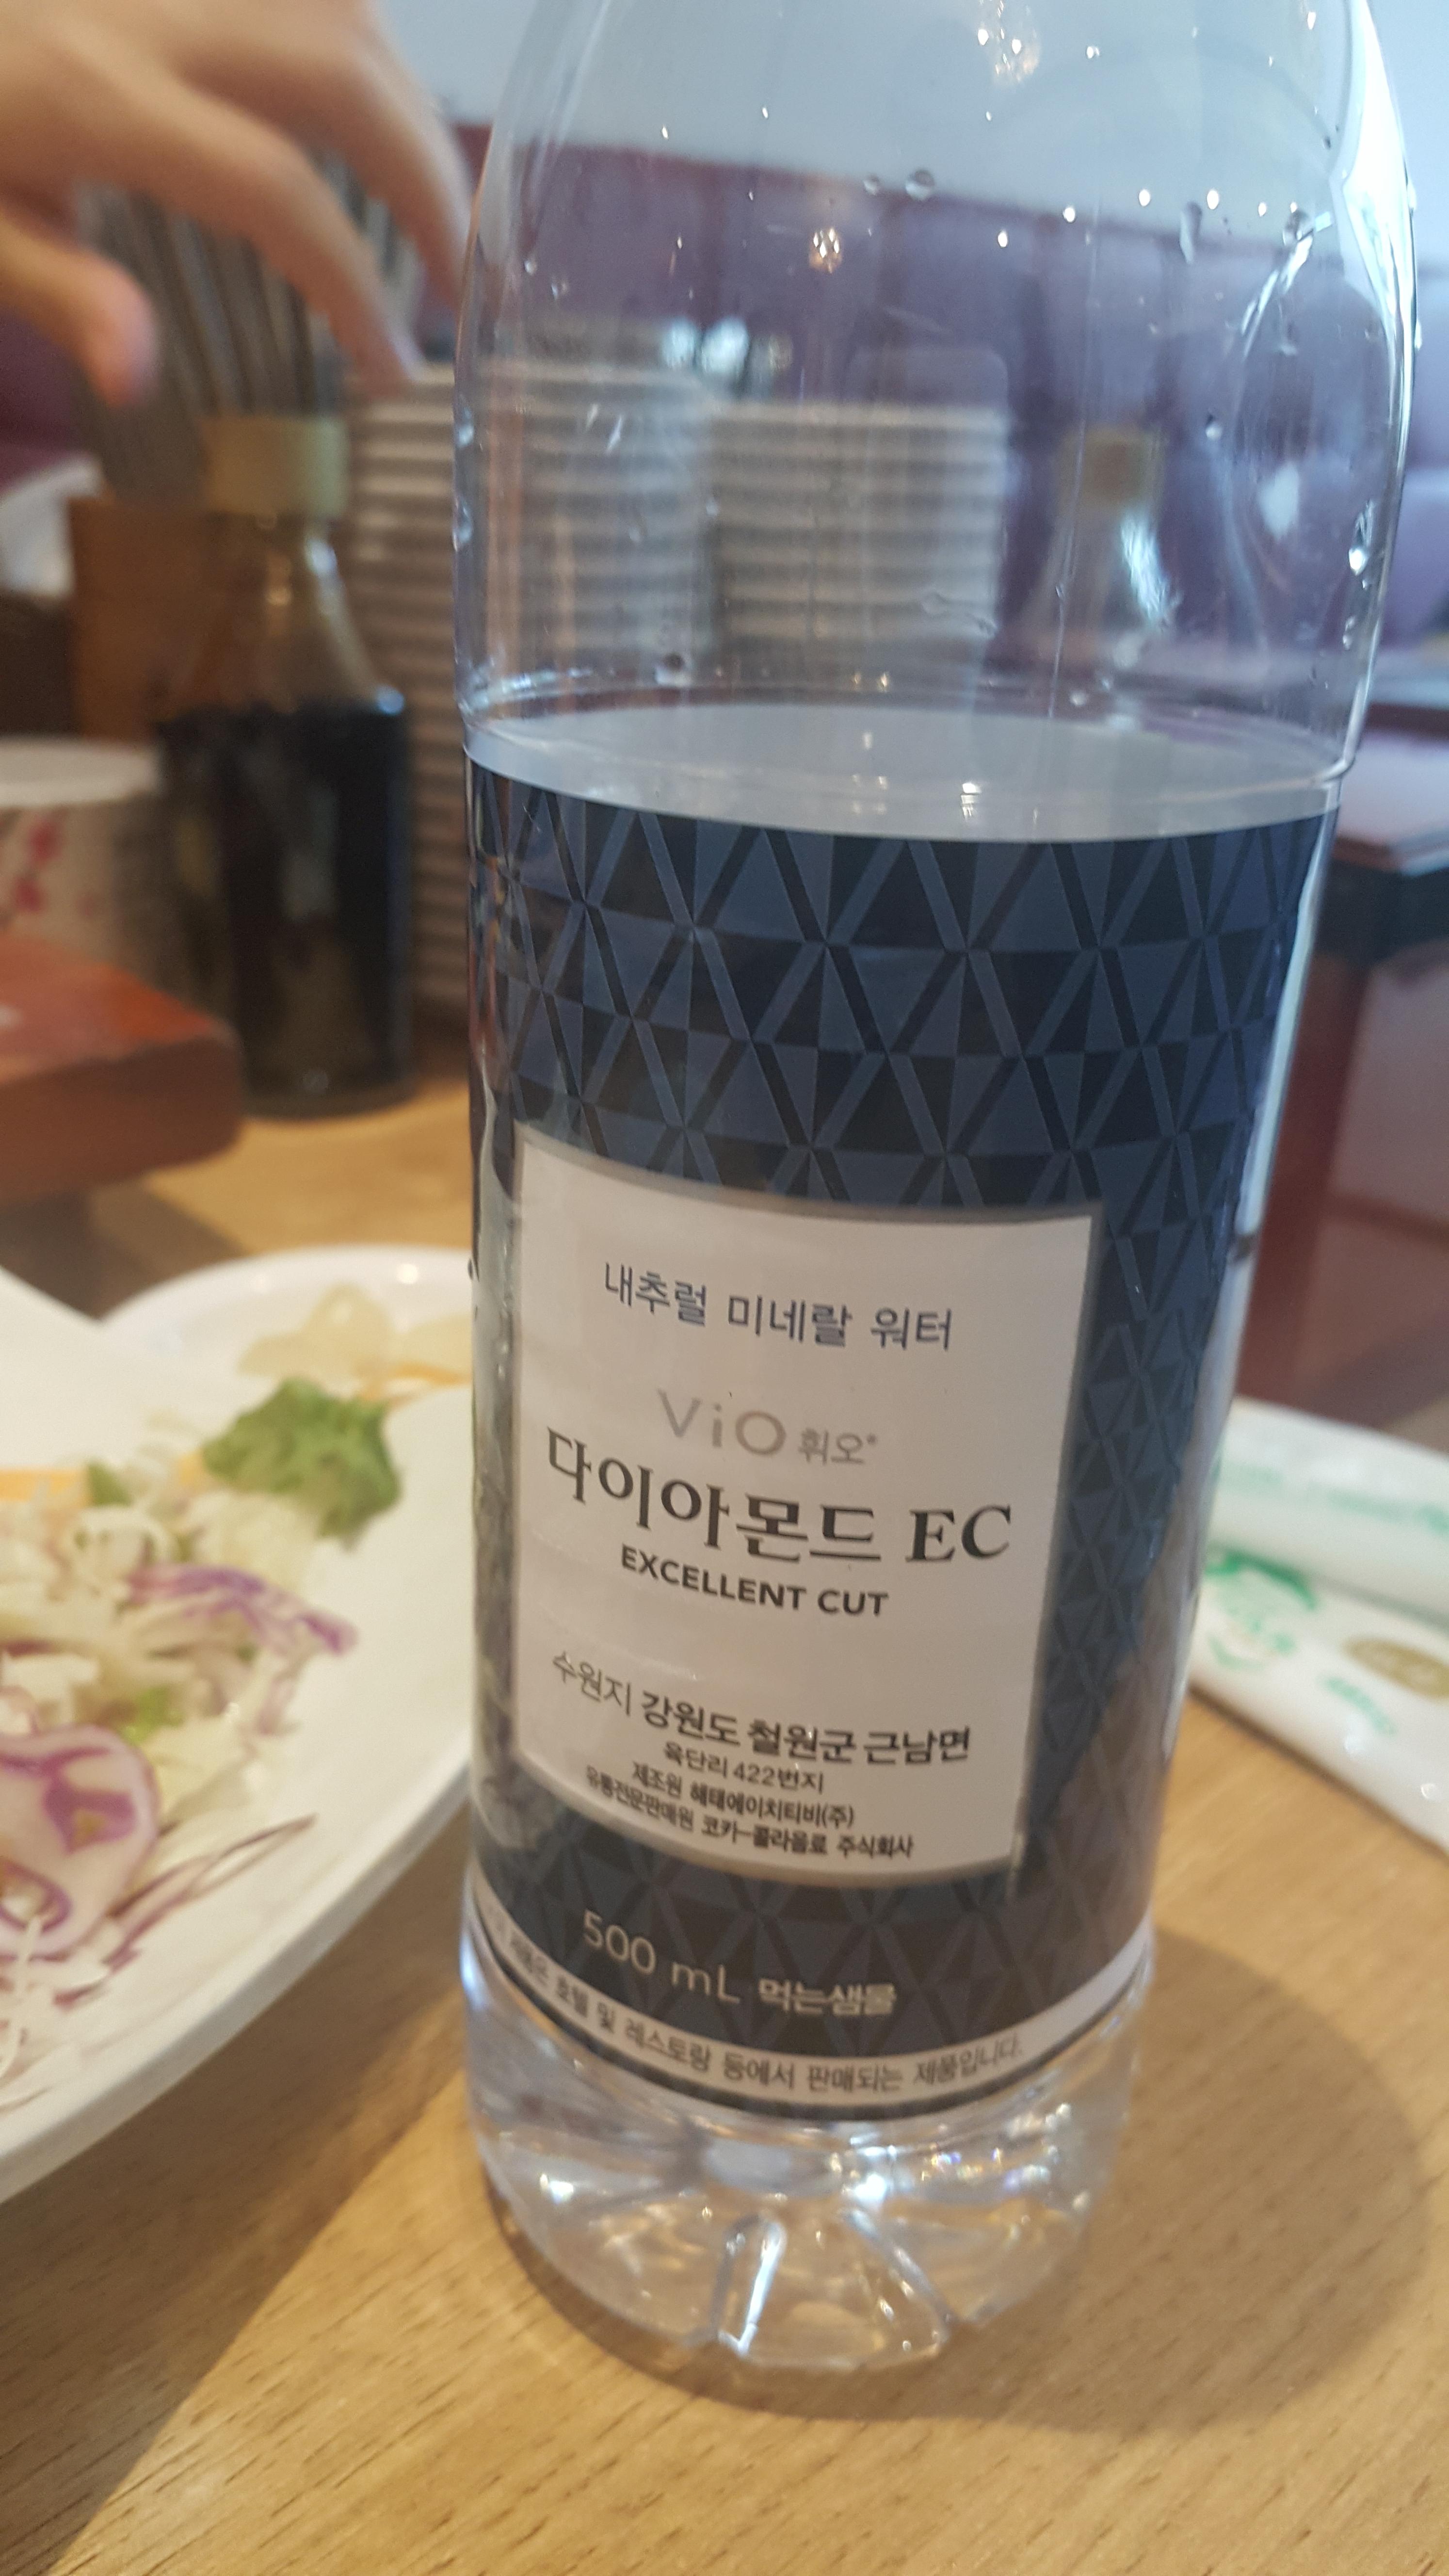 내추럴 미네랄 워터
ViO 휘오®
다이아몬드 EC
EXCELLENT CUT
수원지 강원도 철원군 근남면
육단리 422번지
제조원 해태에이치티비(주)
유통전문판매원 코카-콜라음료 주식회사
500 mL 먹는샘물
호텔 및 레스토랑 등에서 판매되는 제품입니다.